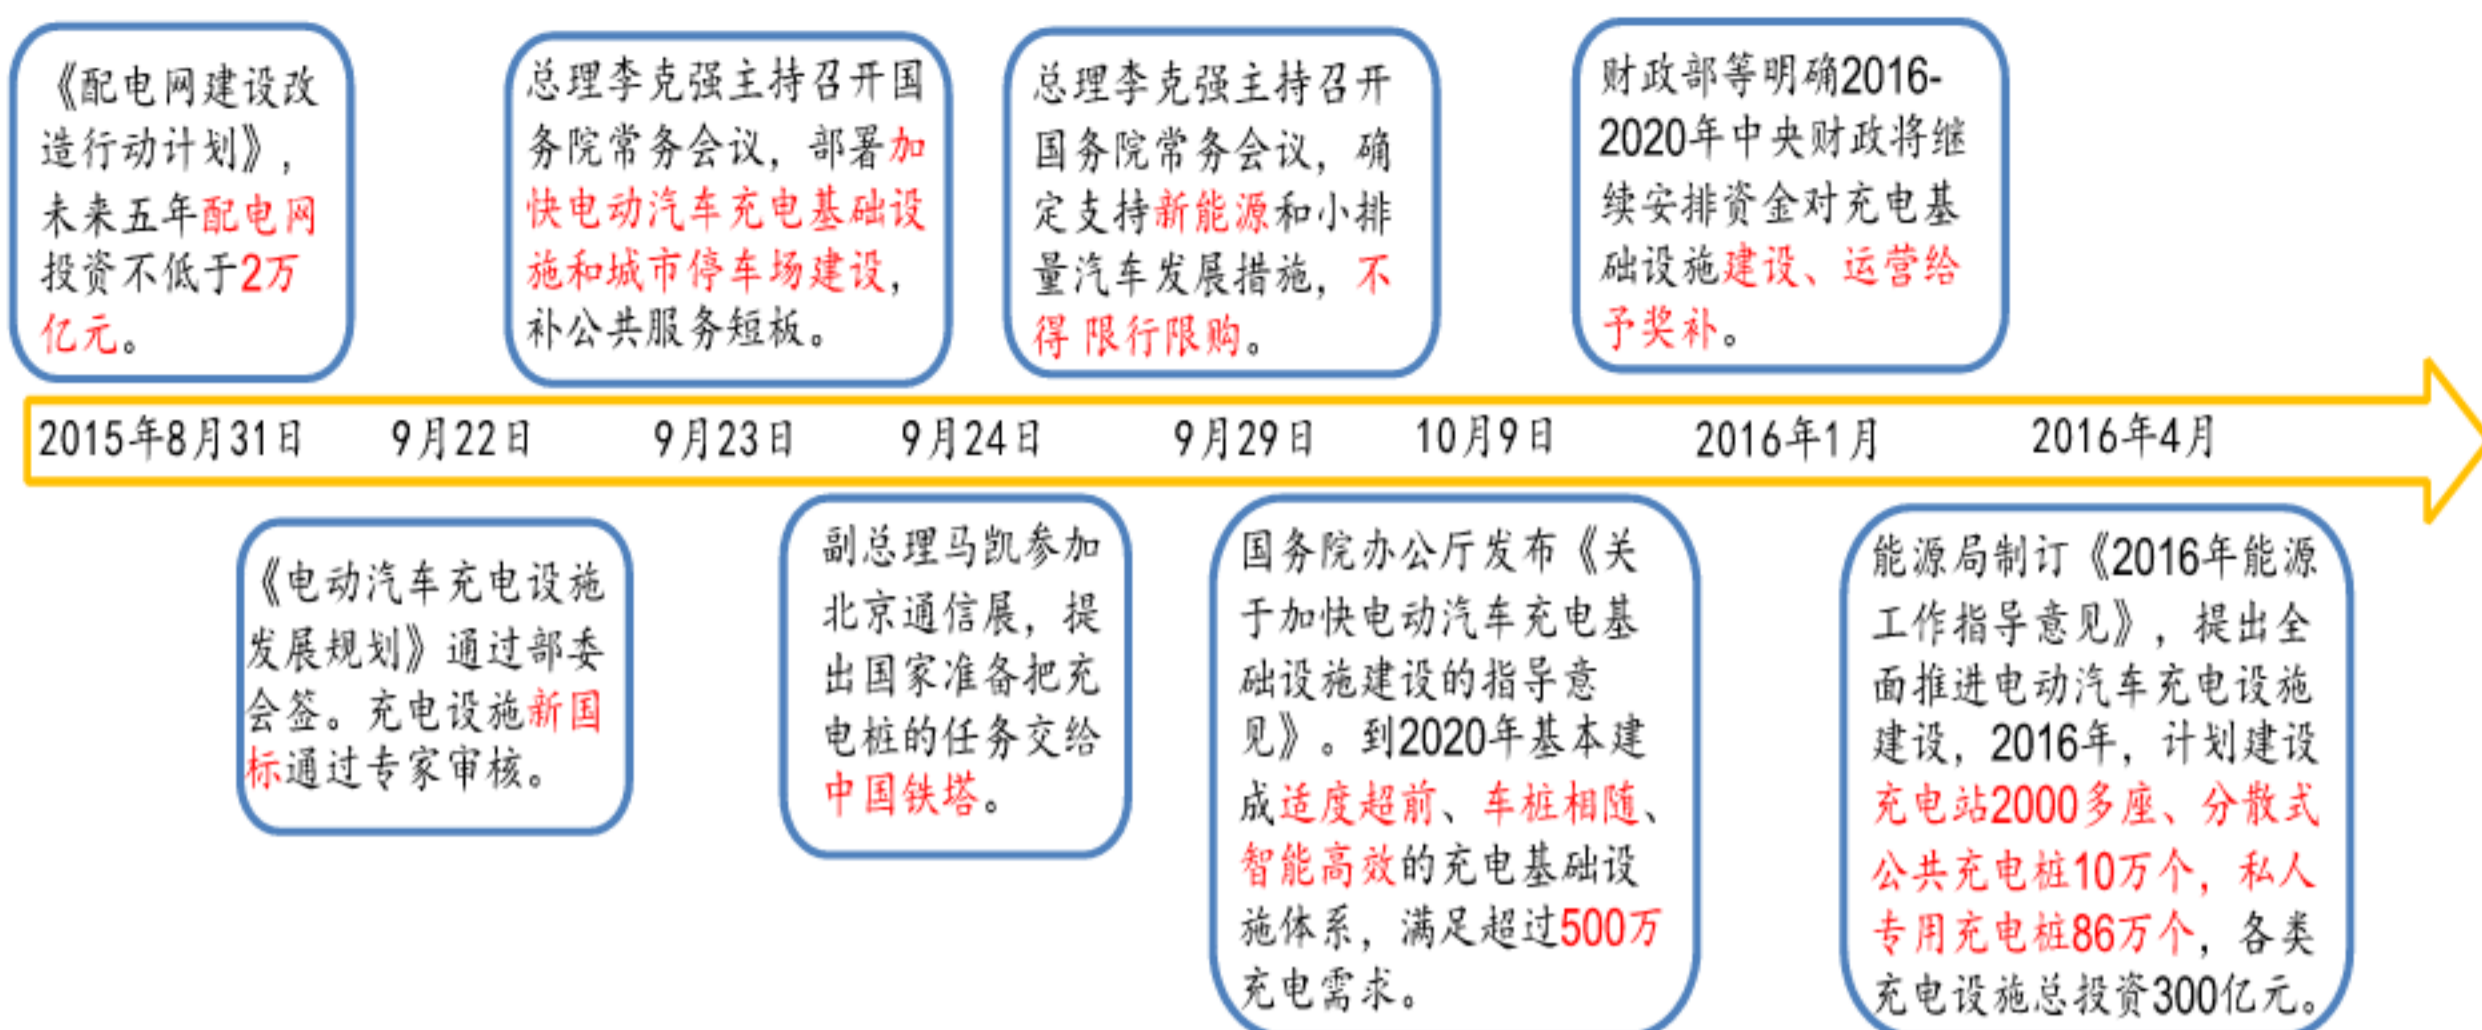 《配电网建设改
造行动计划》,
未来五年配电网
投资不低于2万
亿元。
总理李克强主持召开国
务院常务会议, 部署加
快电动汽车充电基础设
施和城市停车场建设,
补公共服务短板。
总理李克强主持召开
国务院常务会议, 确
定支持新能源和小排
量汽车发展措施, 不
得 限行限购。
财政部等明确2016-
2020年中央财政将继
续安排资金对充电基
础设施建设、运营给
予奖补。
2015年8月31日
9月22日
9月23日
9月24日
9月29日
10月9日
2016年1月
2016年4月
《电动汽车充电设施
发展规划》通过部委
会签。充电设施新国
标通过专家审核。
副总理马凯参加
北京通信展, 提
出国家准备把充
电桩的任务交给
中国铁塔。
国务院办公厅发布《关
于加快电动汽车充电基
础设施建设的指导意
见》。到2020年基本建
成适度超前、车桩相随、
智能高效的充电基础设
施体系, 满足超过500万
充电需求。
能源局制订《2016年能源
工作指导意见》, 提出全
面推进电动汽车充电设施
建设, 2016年, 计划建设
充电站2000多座、分散式
公共充电桩10万个, 私人
专用充电桩86万个, 各类
充电设施总投资300亿元。